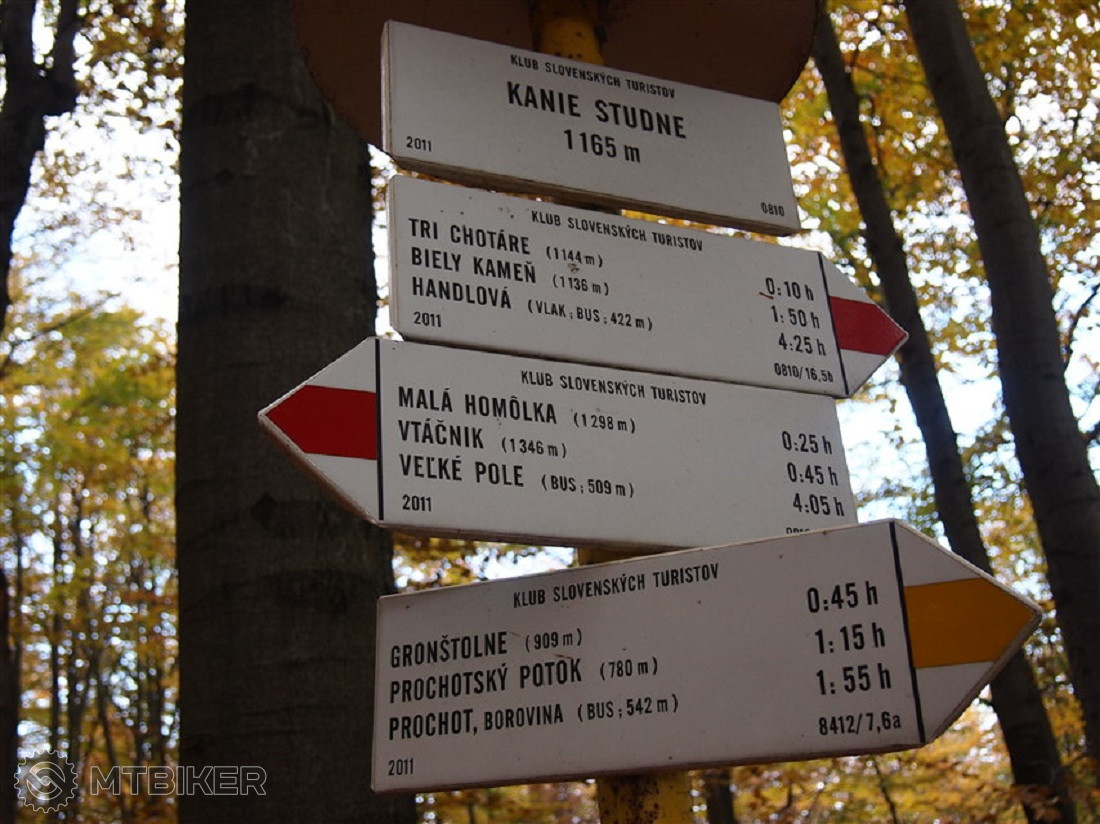 KLUB SLOVENSKÝCH TURISTOV
KANIE STUDNE
1165 m
2011
0810
KLUB SLOVENSKÝCH TURISTOV
TRI CHOTÁRE (1144 m) 0:10 h
BIELY KAMEŇ (1136 m) 1:50 h
HANDLOVÁ (VLAK; BUS; 422 m) 4:25 h
2011 0810/16,5b
KLUB SLOVENSKÝCH TURISTOV
MALÁ HOMÔLKA (1298 m) 0:25 h
VTÁČNIK (1346 m) 0:45 h
VEĽKÉ POLE (BUS; 509 m) 4:05 h
2011
KLUB SLOVENSKÝCH TURISTOV
GRONŠTOLNE (909 m) 0:45 h
PROCHOTSKÝ POTOK (780 m) 1:15 h
PROCHOT, BOROVINA (BUS; 542 m) 1:55 h
2011 8412/7,6a
MTBIKER